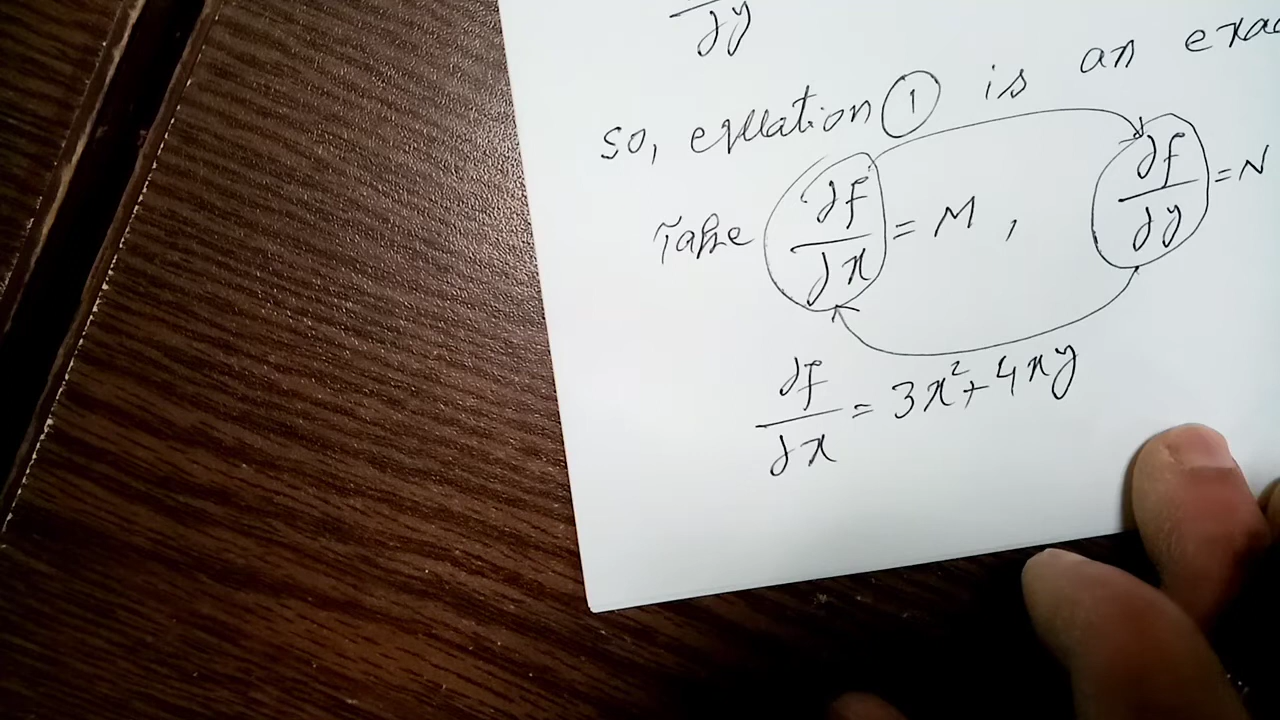 ∂y
so, equation ① is an exac
Take ∂f/∂x = M , ∂f/∂y = N
∂f/∂x = 3x² + 4xy